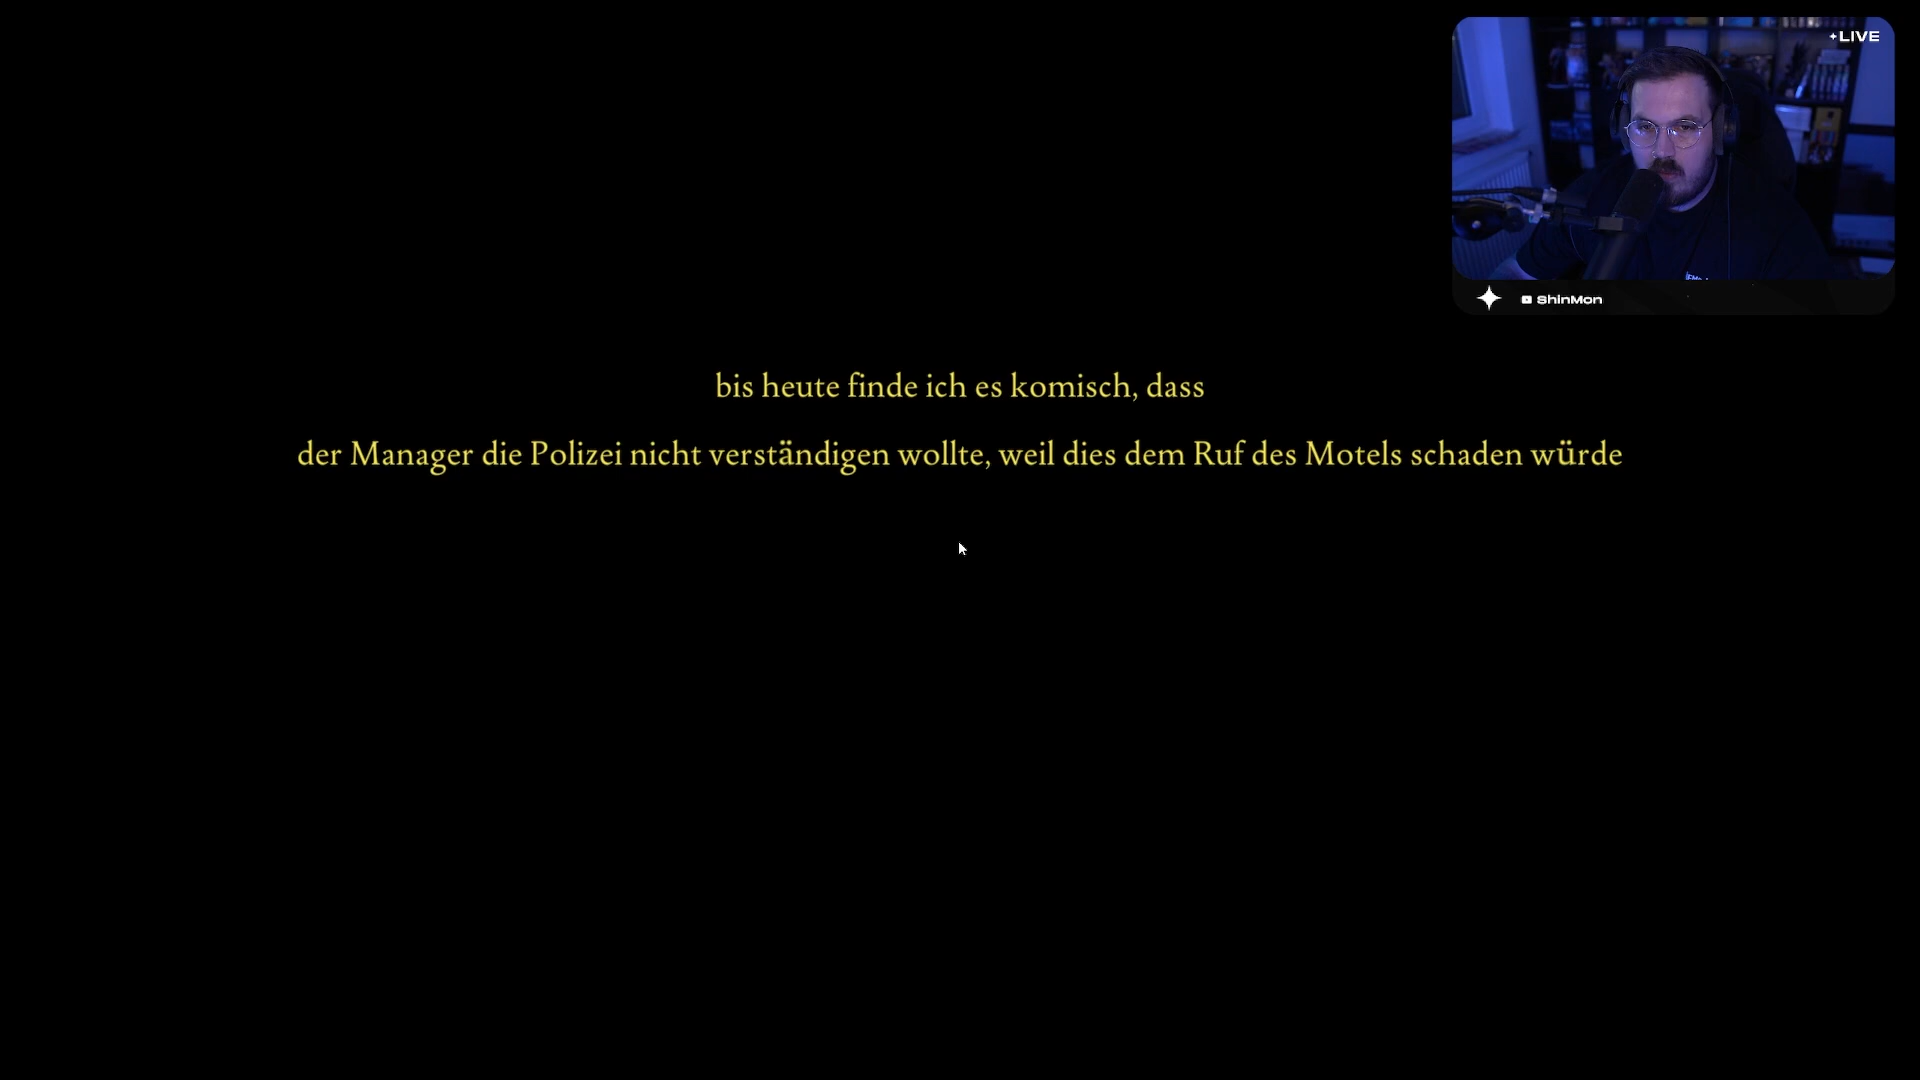 LIVE
ShinMon
bis heute finde ich es komisch, dass
der Manager die Polizei nicht verständigen wollte, weil dies dem Ruf des Motels schaden würde